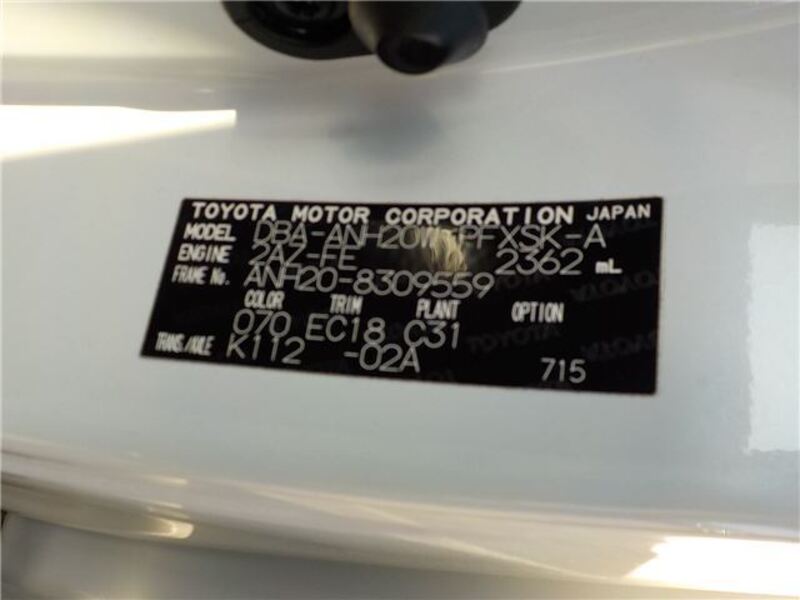 TOYOTA MOTOR CORPORATION JAPAN
MODEL DBA-ANH20W-PFXSK-A
ENGINE 2AZ-FE 2362 mL
FRAME No. ANH20-8309559
COLOR TRIM PLANT OPTION
070 EC18 C31
TRANS./AXLE K112 -02A
715